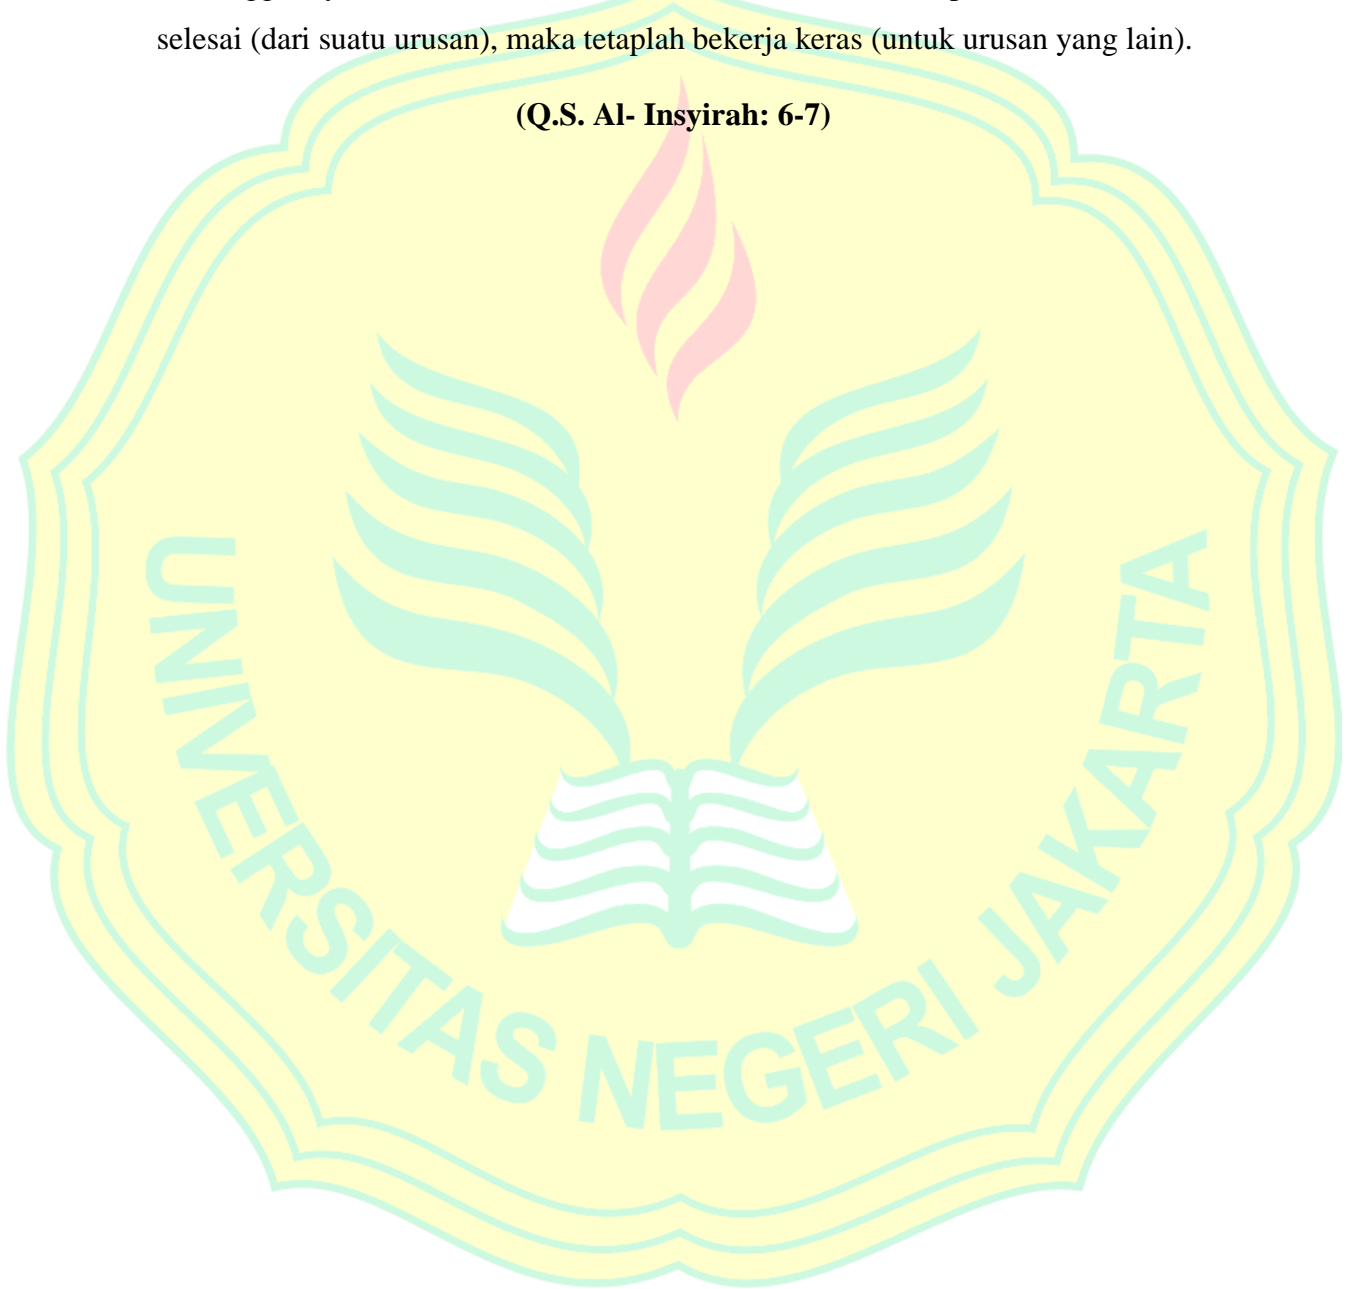 selesai (dari suatu urusan), maka tetaplah bekerja keras (untuk urusan yang lain).
(Q.S. Al- Insyirah: 6-7)
UNIVERSITAS NEGERI JAKARTA